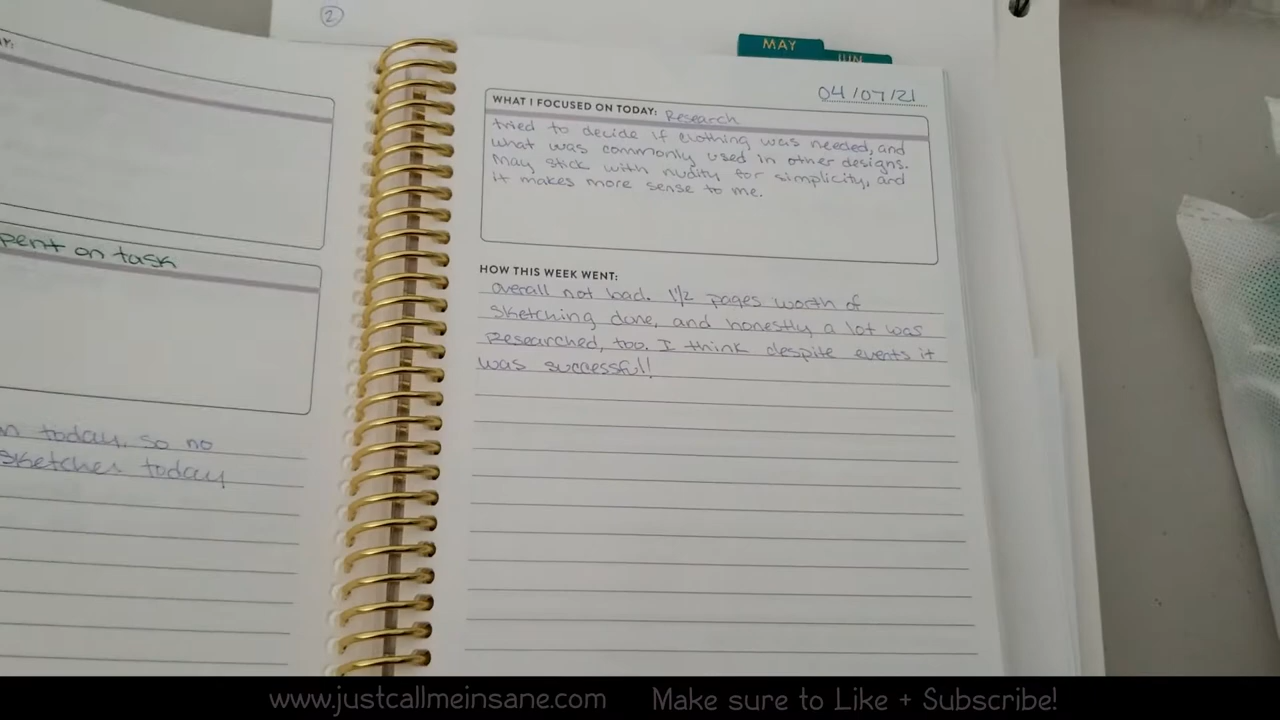 2
MAY
JUN
04/07/21
WHAT I FOCUSED ON TODAY: Research
tried to decide if clothing was needed, and
what was commonly used in other designs.
May stick with nudity for simplicity, and
it makes more sense to me.
HOW THIS WEEK WENT:
overall not bad. 1 1/2 pages worth of
sketching done, and honestly a lot was
researched, too. I think despite events it
was successful!
spent on task
today, so no
sketches today
www.justcallmeinsane.com Make sure to Like + Subscribe!